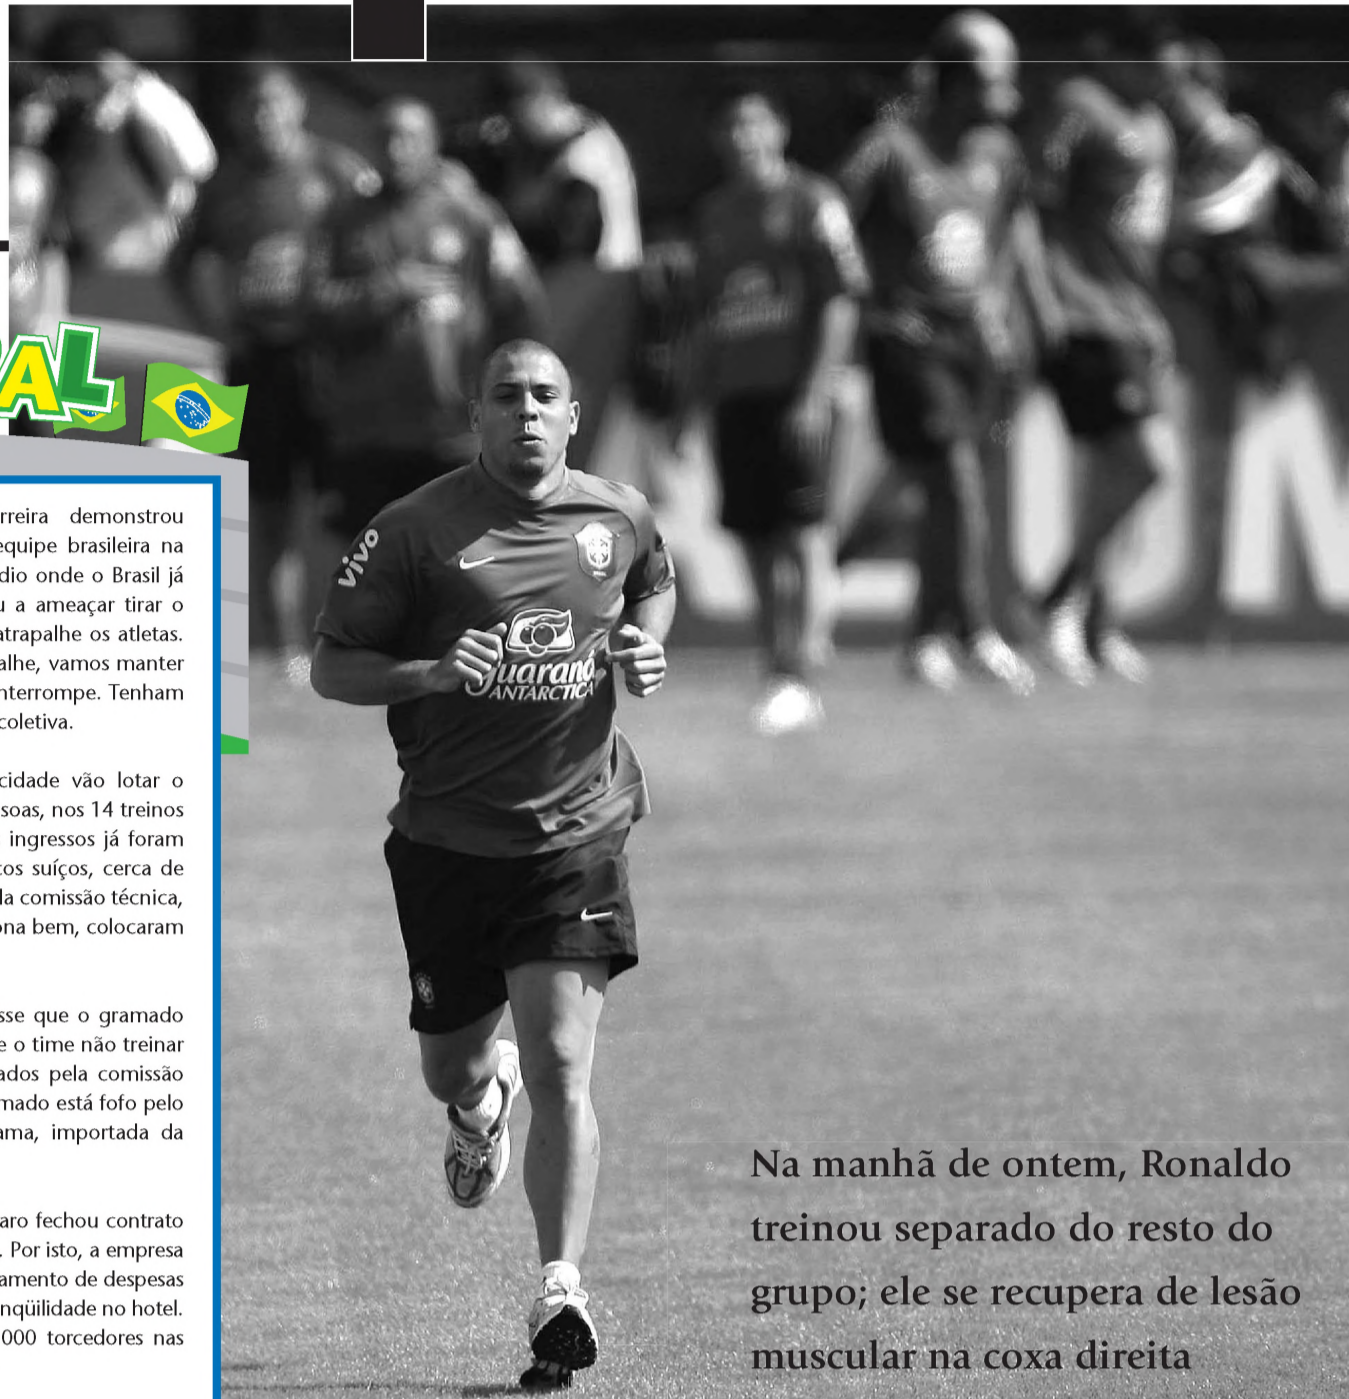 AL
rreira demonstrou
equipe brasileira na
dio onde o Brasil já
u a ameaçar tirar o
atrapalhe os atletas.
alhe, vamos manter
nterrompe. Tenham
coletiva.
cidade vão lotar o
soas, nos 14 treinos
ingressos já foram
cos suíços, cerca de
la comissão técnica,
ona bem, colocaram
sse que o gramado
e o time não treinar
ados pela comissão
mado está fofo pelo
ama, importada da
aro fechou contrato
. Por isto, a empresa
amento de despesas
nqüilidade no hotel.
000 torcedores nas
vivo
Guaraná
ANTARCTICA
Na manhã de ontem, Ronaldo
treinou separado do resto do
grupo; ele se recupera de lesão
muscular na coxa direita